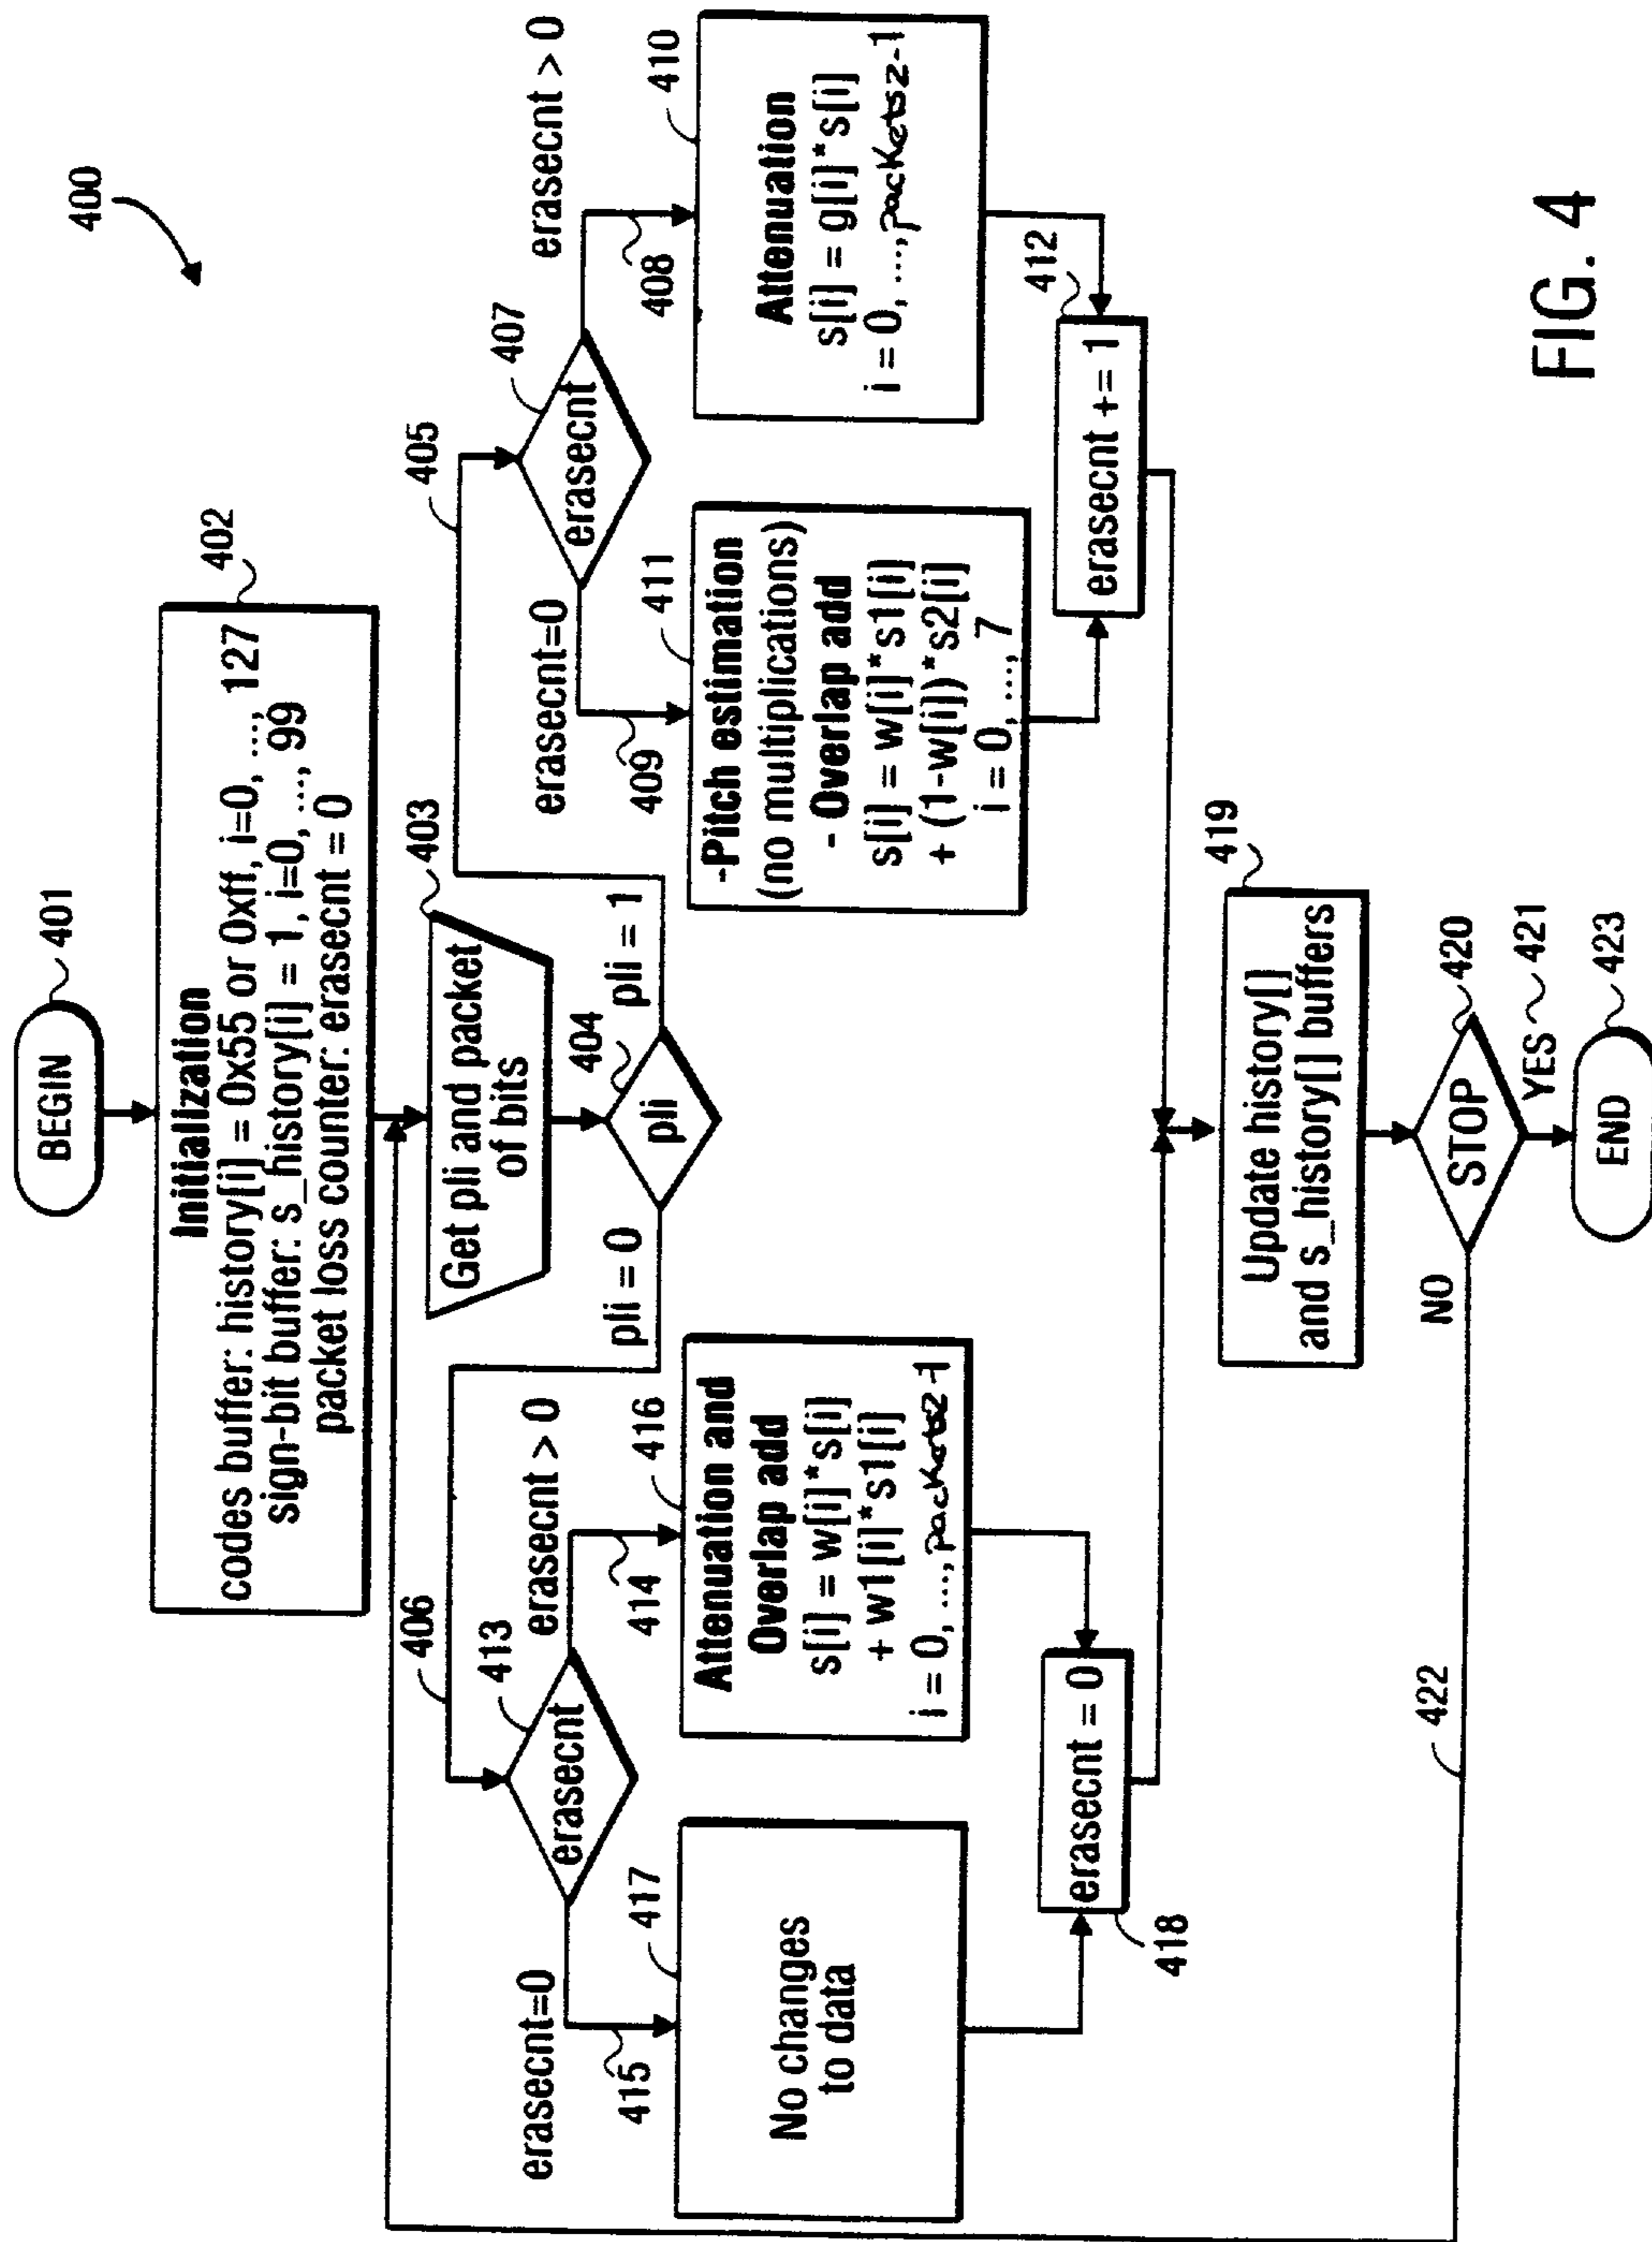 400
BEGIN
401
Initialization
codes buffer: history[i] = 0x55 or 0xff, i=0, ..., 127
sign-bit buffer: s_history[i] = 1, i=0, ..., 99
packet loss counter: erasecnt = 0
402
Get pli and packet
of bits
403
404
pli
pli = 0
pli = 1
406
405
413
erasecnt
erasecnt=0
erasecnt > 0
415
414
407
erasecnt
erasecnt=0
erasecnt > 0
409
408
417
No changes
to data
416
Attenuation and
Overlap add
s[i] = w[i]*s[i]
+ w1[i]*s1[i]
i = 0, ..., packets2-1
411
-Pitch estimation
(no multiplications)
- Overlap add
s[i] = w[i]*s1[i]
+ (1-w[i])*s2[i]
i = 0, ..., 7
410
Attenuation
s[i] = g[i]*s[i]
i = 0, ..., packets2-1
418
erasecnt = 0
412
erasecnt += 1
419
Update history[]
and s_history[] buffers
420
STOP
NO
YES
421
422
END
423
FIG. 4